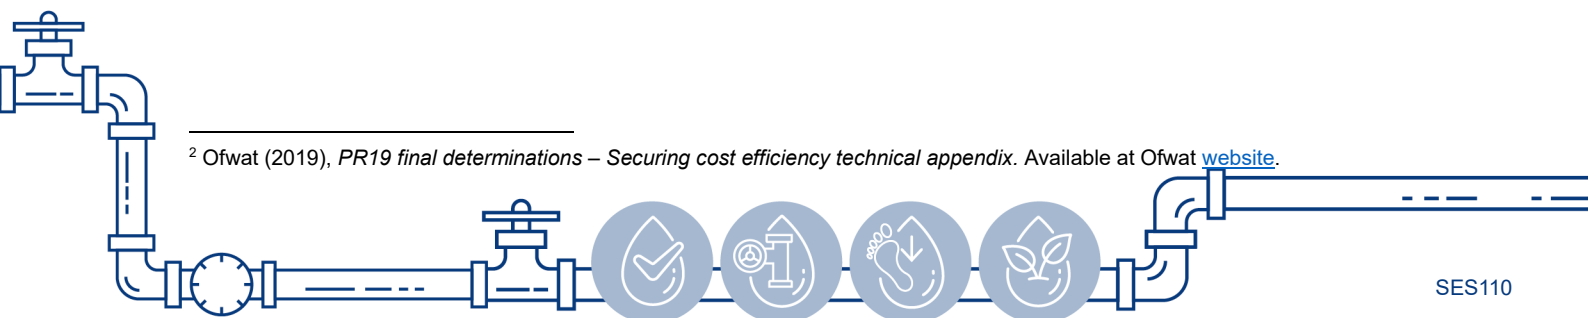 2 Ofwat (2019), PR19 final determinations – Securing cost efficiency technical appendix. Available at Ofwat website.
SES110